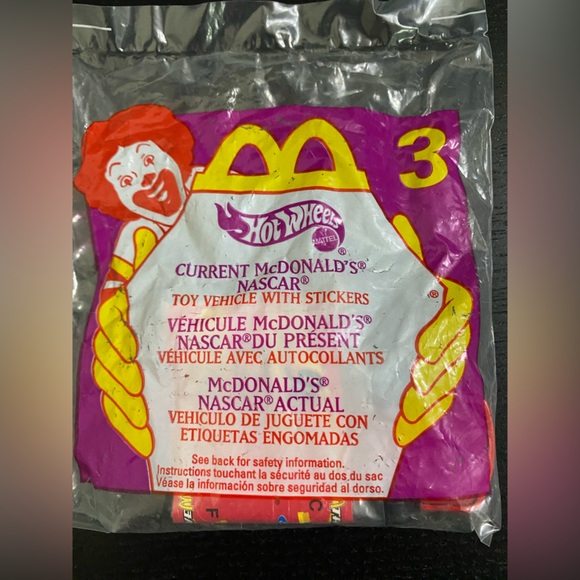 3
Hot Wheels
MATTEL
®
CURRENT McDONALD'S®
NASCAR®
TOY VEHICLE WITH STICKERS
®
VÉHICULE McDONALD'S®
NASCAR® DU PRÉSENT
VÉHICULE AVEC AUTOCOLLANTS
McDONALD'S®
NASCAR® ACTUAL
VEHICULO DE JUGUETE CON
ETIQUETAS ENGOMADAS
See back for safety information.
Instructions touchant la sécurité au dos du sac
Véase la información sobre seguridad al dorso.
F C